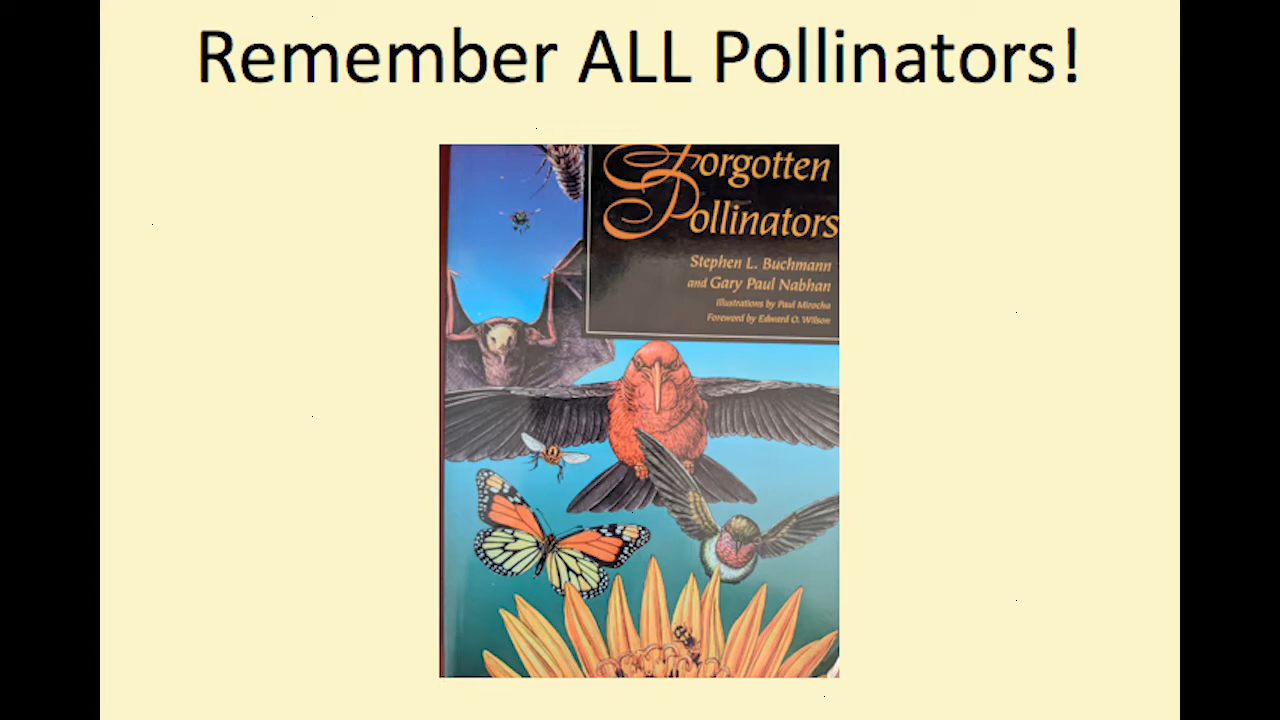 Remember ALL Pollinators!
Forgotten
Pollinators
Stephen L. Buchmann
and Gary Paul Nabhan
Illustrations by Paul Mirocha
Foreword by Edward O. Wilson